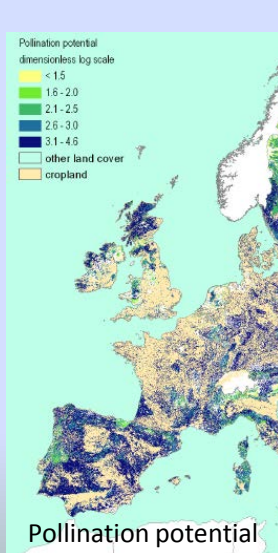 Pollination potential
dimensionless log scale
< 1.5
1.6 - 2.0
2.1 - 2.5
2.6 - 3.0
3.1 - 4.6
other land cover
cropland
Pollination potential